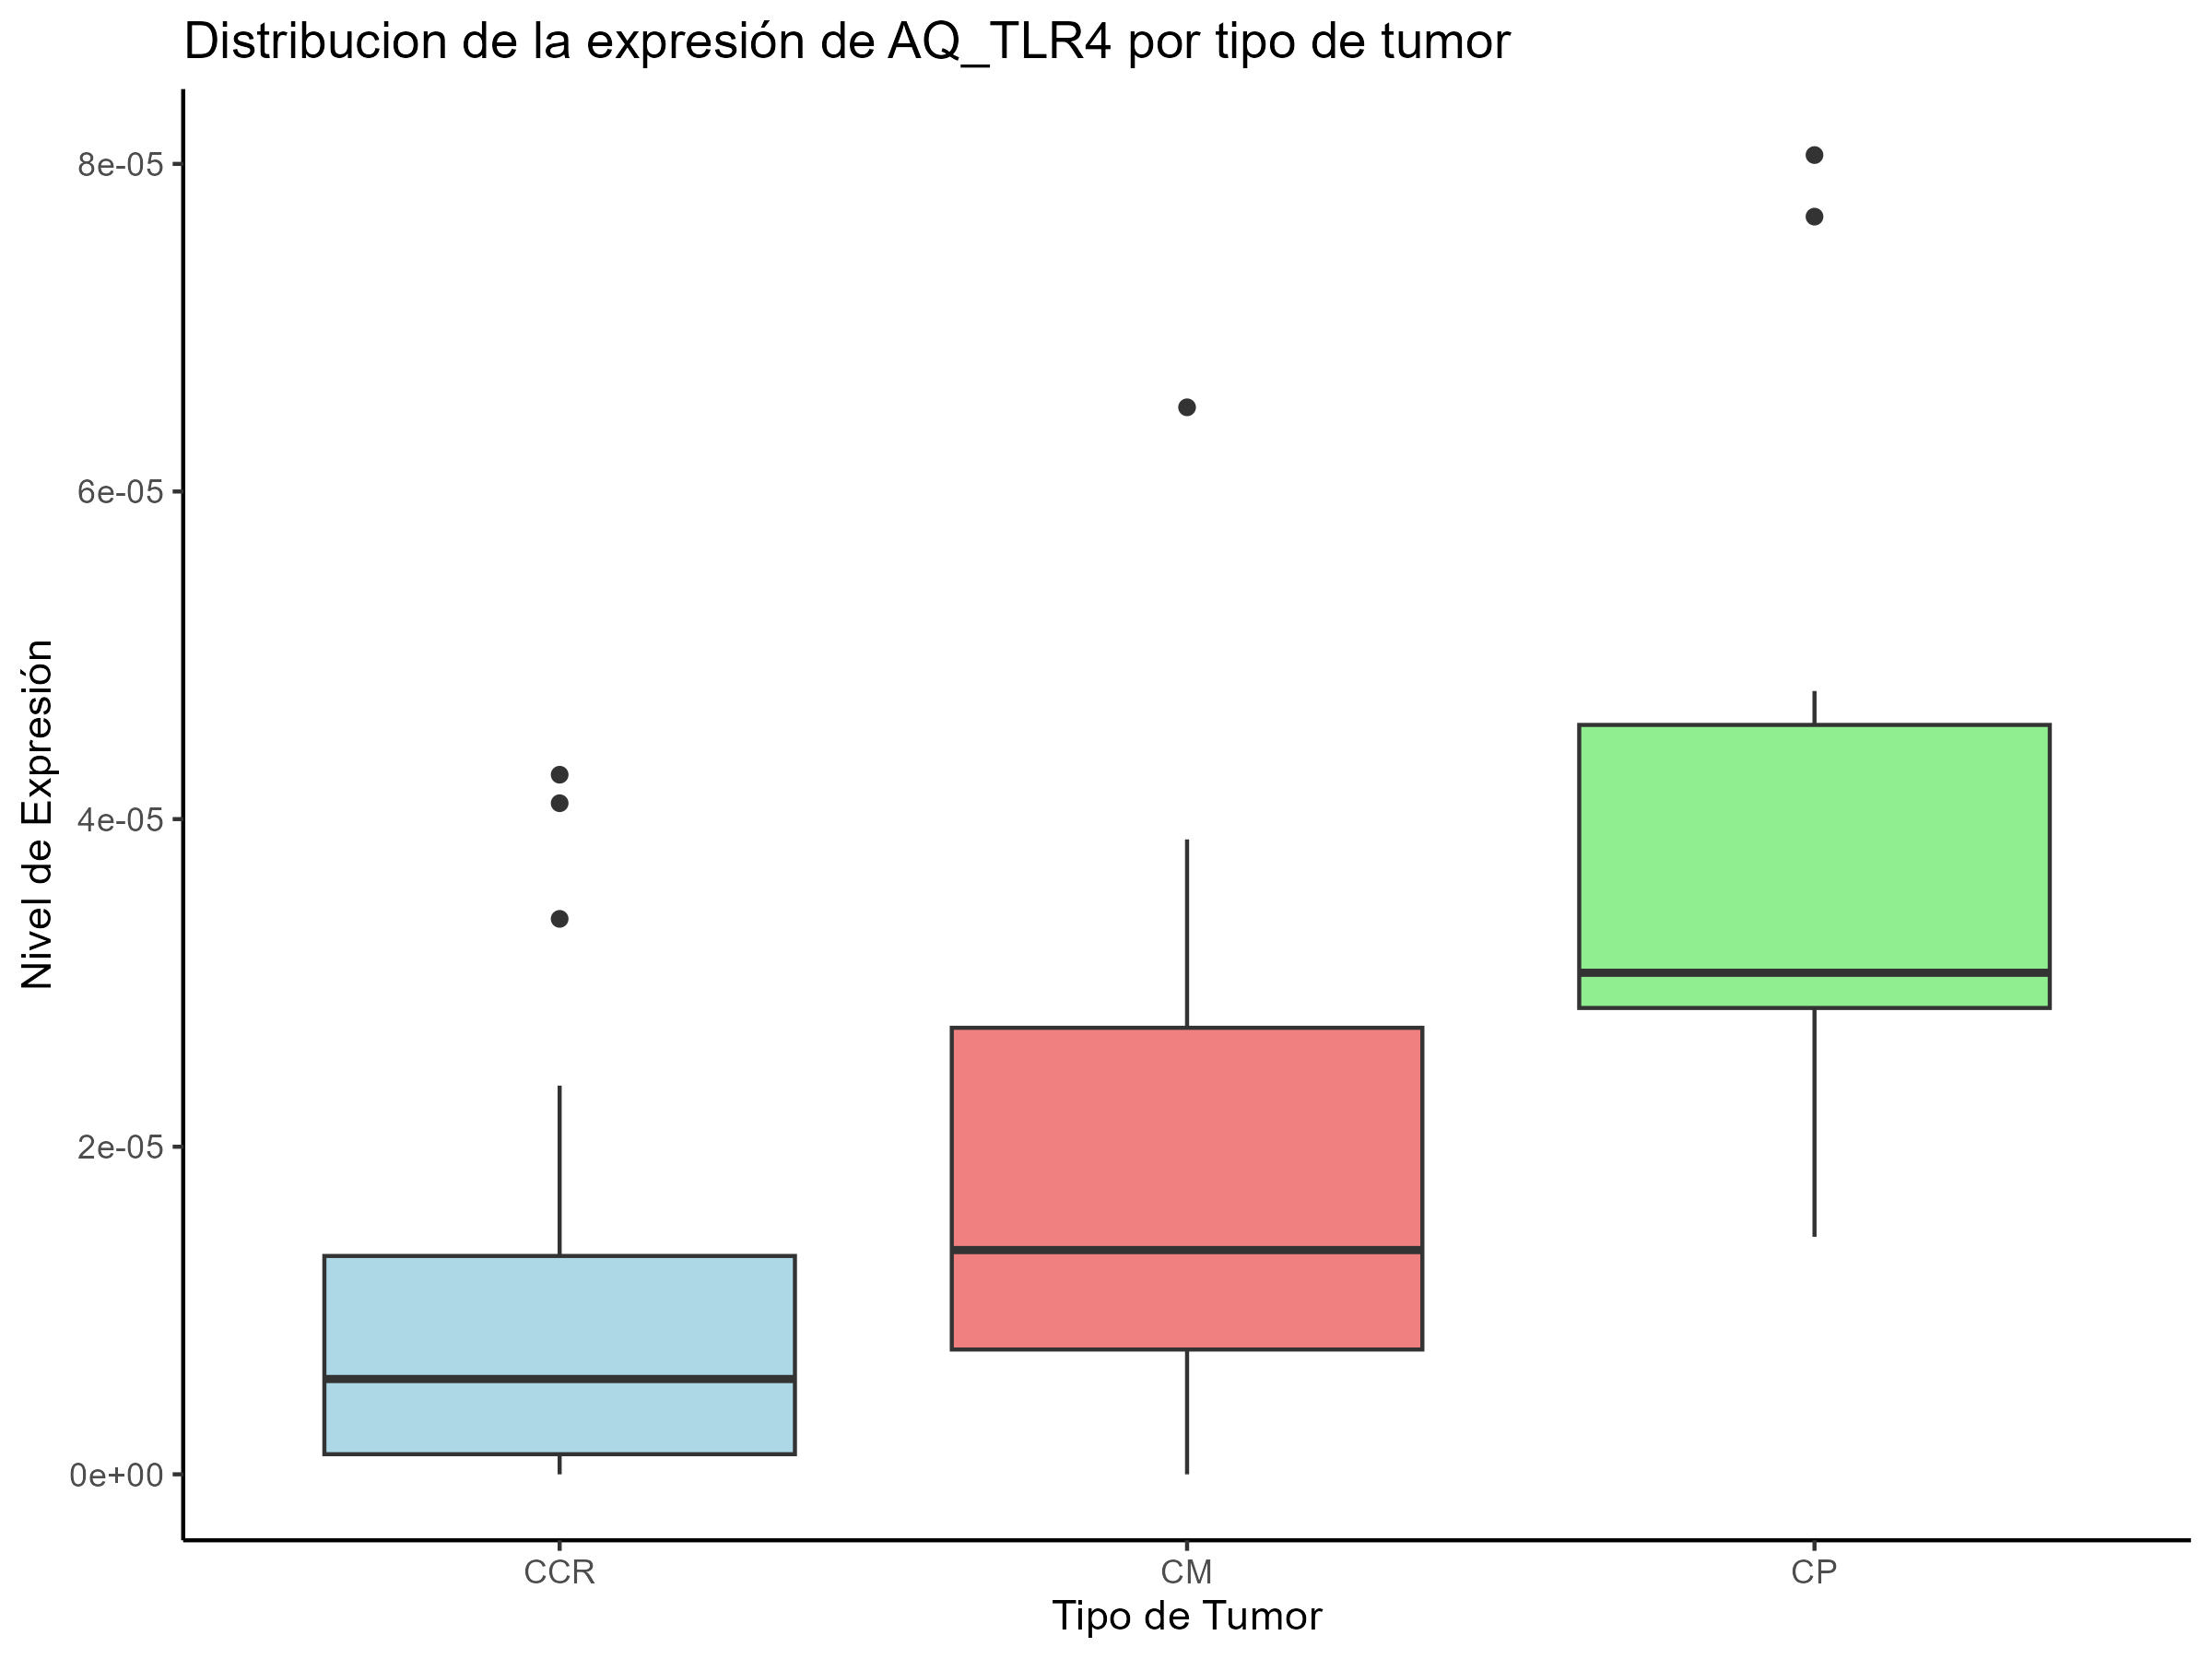 Distribucion de la expresión de AQ_TLR4 por tipo de tumor
Nivel de Expresión
8e-05
6e-05
4e-05
2e-05
0e+00
CCR
CM
CP
Tipo de Tumor